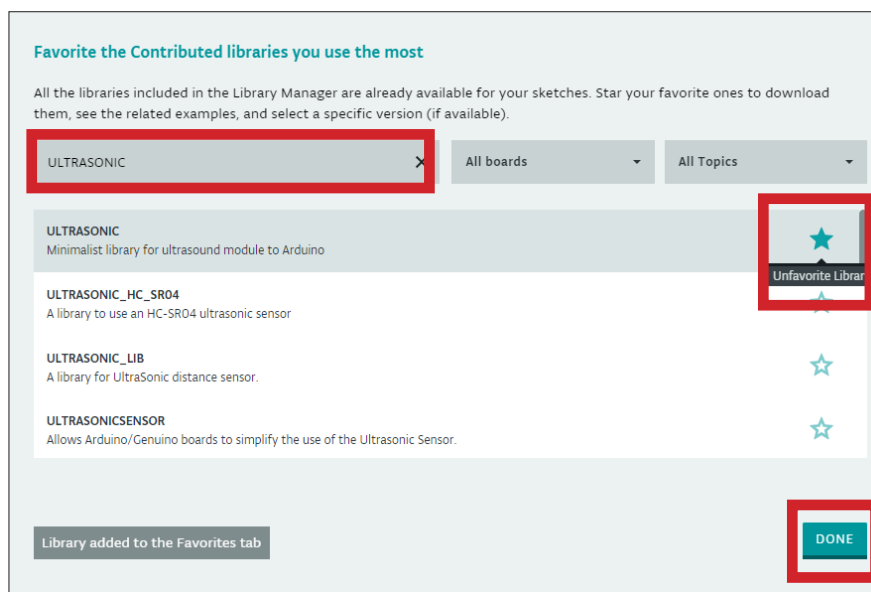 Favorite the Contributed libraries you use the most
All the libraries included in the Library Manager are already available for your sketches. Star your favorite ones to download
them, see the related examples, and select a specific version (if available).
ULTRASONIC
All boards
All Topics
ULTRASONIC
Minimalist library for ultrasound module to Arduino
Unfavorite Librar
ULTRASONIC_HC_SR04
A library to use an HC-SR04 ultrasonic sensor
ULTRASONIC_LIB
A library for UltraSonic distance sensor.
ULTRASONICSENSOR
Allows Arduino/Genuino boards to simplify the use of the Ultrasonic Sensor.
Library added to the Favorites tab
DONE